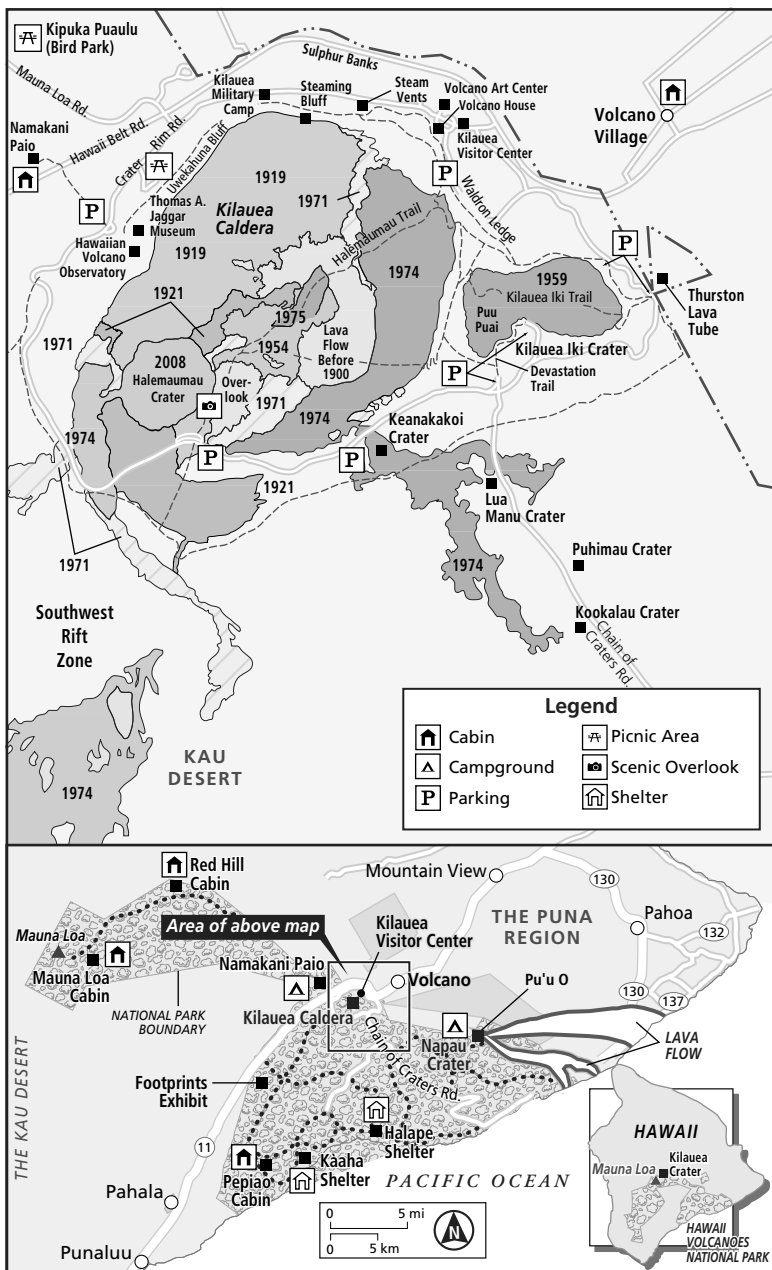 Kipuka Puaulu
(Bird Park)
Mauna Loa Rd.
Namakani
Paio
Hawaii Belt Rd.
Crater Rim Rd.
Uwekahuna Bluff
Kilauea
Military
Camp
Steaming
Bluff
Sulphur Banks
Steam
Vents
Volcano Art Center
Volcano House
Kilauea
Visitor Center
Volcano
Village
P
P
P
Waldron Ledge
Thomas A.
Jaggar
Museum
Hawaiian
Volcano
Observatory
1919
Kilauea
Caldera
1919
1971
Halemaumau Trail
1974
1959
Kilauea Iki Trail
Puu
Puai
Thurston
Lava
Tube
Kilauea Iki Crater
Devastation
Trail
P
1921
1975
1954
Lava
Flow
Before
1900
1971
2008
Halemaumau
Crater
Over-
look
1971
1974
1974
P
P
Keanakakoi
Crater
1921
Lua
Manu Crater
1971
1974
Puhimau Crater
Kookalau Crater
Chain of
Craters Rd.
Southwest
Rift
Zone
1974
KAU
DESERT
Legend
Cabin
Campground
P Parking
Picnic Area
Scenic Overlook
Shelter
Red Hill
Cabin
Mauna Loa
Mauna Loa
Cabin
NATIONAL PARK
BOUNDARY
Area of above map
Mountain View
Kilauea
Visitor Center
THE PUNA
REGION
130
Pahoa
132
Namakani Paio
Volcano
Pu'u O
130
137
Kilauea Caldera
Napau
Crater
LAVA
FLOW
Chain of Craters Rd.
Footprints
Exhibit
THE KAU DESERT
11
Halape
Shelter
Kaaha
Shelter
Pepiao
Cabin
Pahala
Punaluu
PACIFIC OCEAN
0 5 mi
0 5 km
N
HAWAII
Mauna Loa
Kilauea
Crater
HAWAII
VOLCANOES
NATIONAL PARK